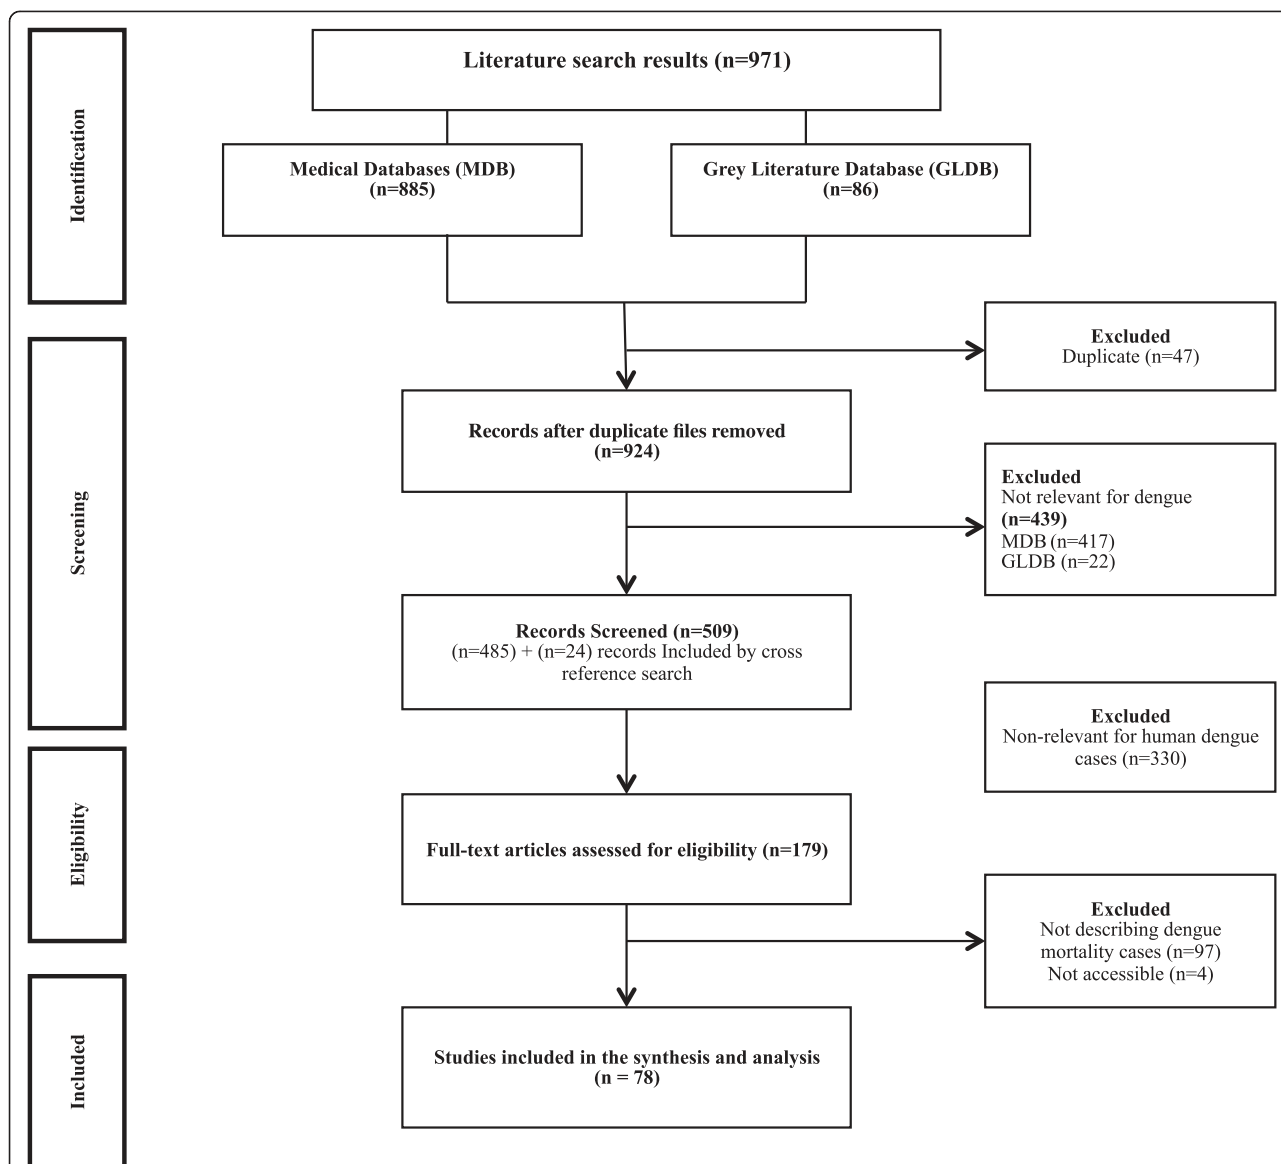 Identification
Literature search results (n=971)
Medical Databases (MDB)
(n=885)
Grey Literature Database (GLDB)
(n=86)
Excluded
Duplicate (n=47)
Screening
Records after duplicate files removed
(n=924)
Excluded
Not relevant for dengue
(n=439)
MDB (n=417)
GLDB (n=22)
Records Screened (n=509)
(n=485) + (n=24) records Included by cross
reference search
Excluded
Non-relevant for human dengue
cases (n=330)
Eligibility
Full-text articles assessed for eligibility (n=179)
Excluded
Not describing dengue
mortality cases (n=97)
Not accessible (n=4)
Included
Studies included in the synthesis and analysis
(n = 78)